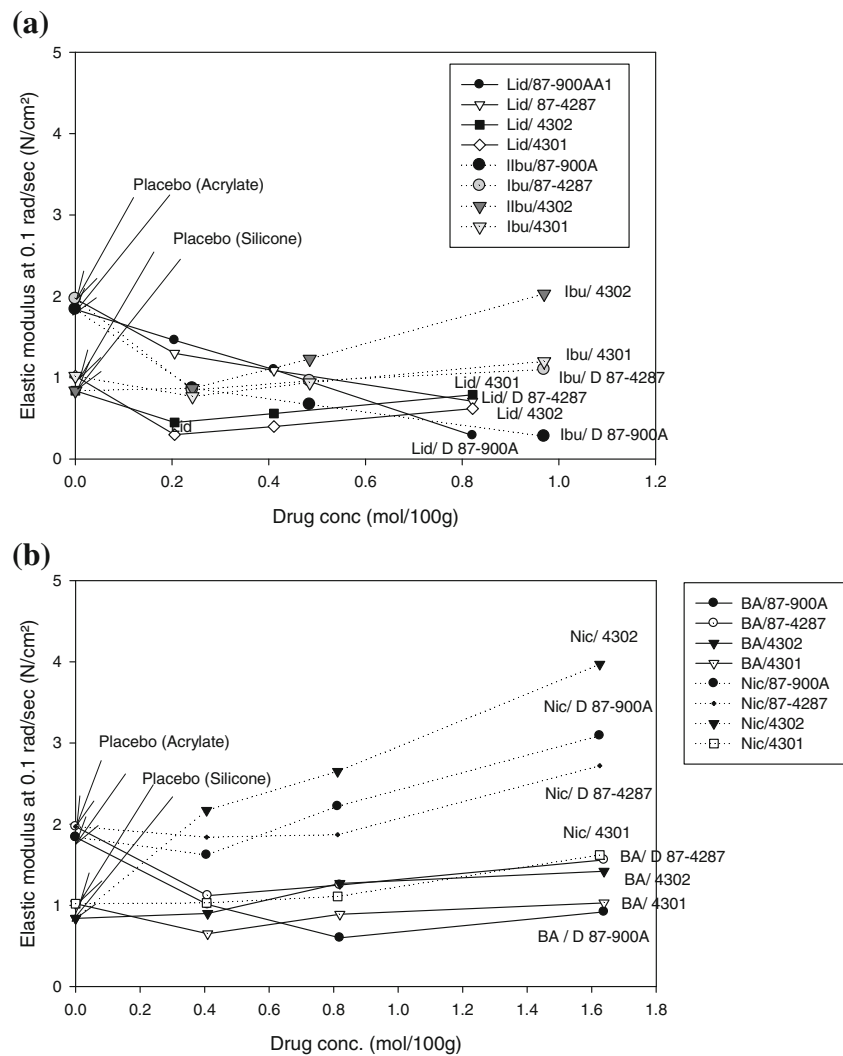 (a)
Elastic modulus at 0.1 rad/sec (N/cm²)
5
4
3
2
1
0
Placebo (Acrylate)
Placebo (Silicone)
Lid/87-900AA1
Lid/ 87-4287
Lid/ 4302
Lid/4301
IIbu/87-900A
Ibu/87-4287
IIbu/4302
Ibu/4301
Ibu/ 4302
Ibu/ 4301
Ibu/ D 87-4287
Lid/ 4301
Lid/ D 87-4287
Lid/ 4302
Ibu/ D 87-900A
Lid/ D 87-900A
Lid
0.0 0.2 0.4 0.6 0.8 1.0 1.2
Drug conc (mol/100g)
(b)
Elastic modulus at 0.1 rad/sec (N/cm²)
5
4
3
2
1
0
Placebo (Acrylate)
Placebo (Silicone)
BA/87-900A
BA/87-4287
BA/4302
BA/4301
Nic/87-900A
Nic/87-4287
Nic/4302
Nic/4301
Nic/ 4302
Nic/ D 87-900A
Nic/ D 87-4287
Nic/ 4301
BA/ D 87-4287
BA/ 4302
BA/ 4301
BA / D 87-900A
0.0 0.2 0.4 0.6 0.8 1.0 1.2 1.4 1.6 1.8
Drug conc. (mol/100g)